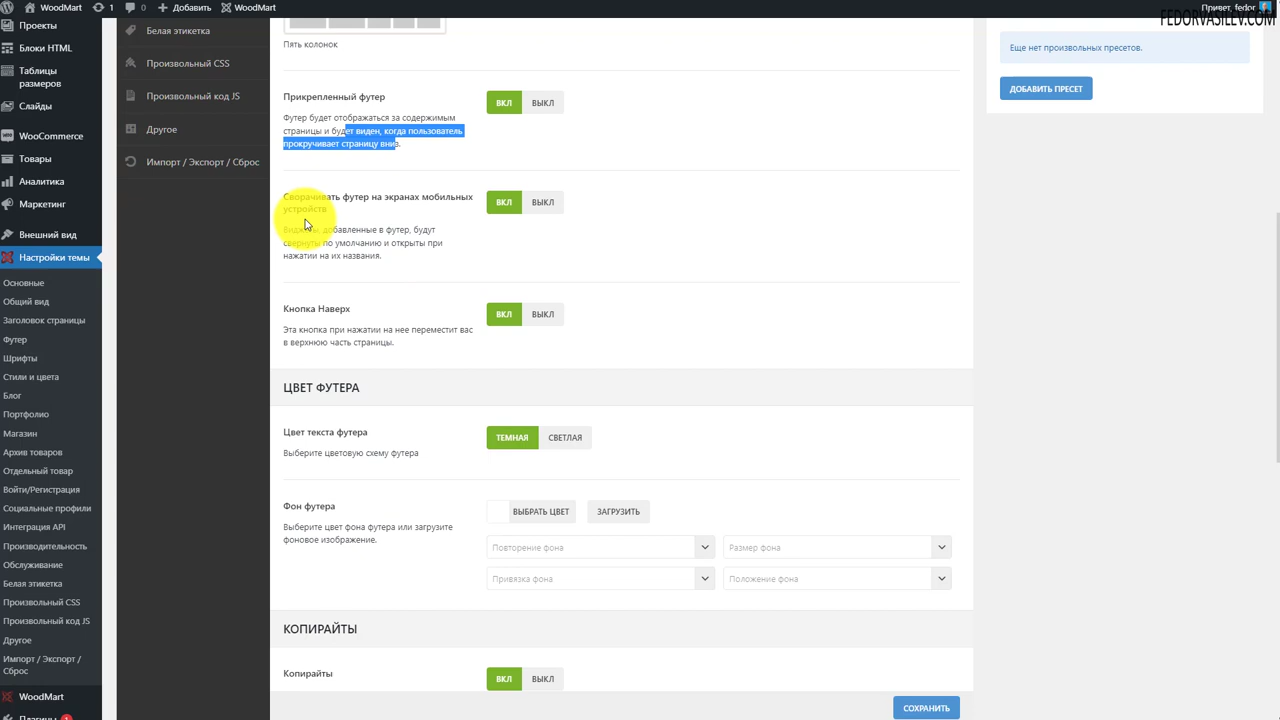 WoodMart
1
0
Добавить
WoodMart
Привет, fedor
FEDORVASILEV.COM
Проекты
Блоки HTML
Таблицы
размеров
Слайды
WooCommerce
Товары
Аналитика
Маркетинг
Внешний вид
Настройки темы
Основные
Общий вид
Заголовок страницы
Футер
Шрифты
Стили и цвета
Блог
Портфолио
Магазин
Архив товаров
Отдельный товар
Войти/Регистрация
Социальные профили
Интеграция API
Производительность
Обслуживание
Белая этикетка
Произвольный CSS
Произвольный код JS
Другое
Импорт / Экспорт /
Сброс
WoodMart
Плагины 1
Белая этикетка
Произвольный CSS
Произвольный код JS
Другое
Импорт / Экспорт / Сброс
Пять колонок
Прикрепленный футер
Футер будет отображаться за содержимым
страницы и будет виден, когда пользователь
прокручивает страницу вниз.
ВКЛ ВЫКЛ
Сворачивать футер на экранах мобильных
устройств
Виджеты, добавленные в футер, будут
свернуты по умолчанию и открыты при
нажатии на их названия.
ВКЛ ВЫКЛ
Кнопка Наверх
Эта кнопка при нажатии на нее переместит вас
в верхнюю часть страницы.
ВКЛ ВЫКЛ
ЦВЕТ ФУТЕРА
Цвет текста футера
Выберите цветовую схему футера
ТЕМНАЯ СВЕТЛАЯ
Фон футера
Выберите цвет фона футера или загрузите
фоновое изображение.
ВЫБРАТЬ ЦВЕТ ЗАГРУЗИТЬ
Повторение фона Размер фона
Привязка фона Положение фона
КОПИРАЙТЫ
Копирайты
ВКЛ ВЫКЛ
СОХРАНИТЬ
Еще нет произвольных пресетов.
ДОБАВИТЬ ПРЕСЕТ